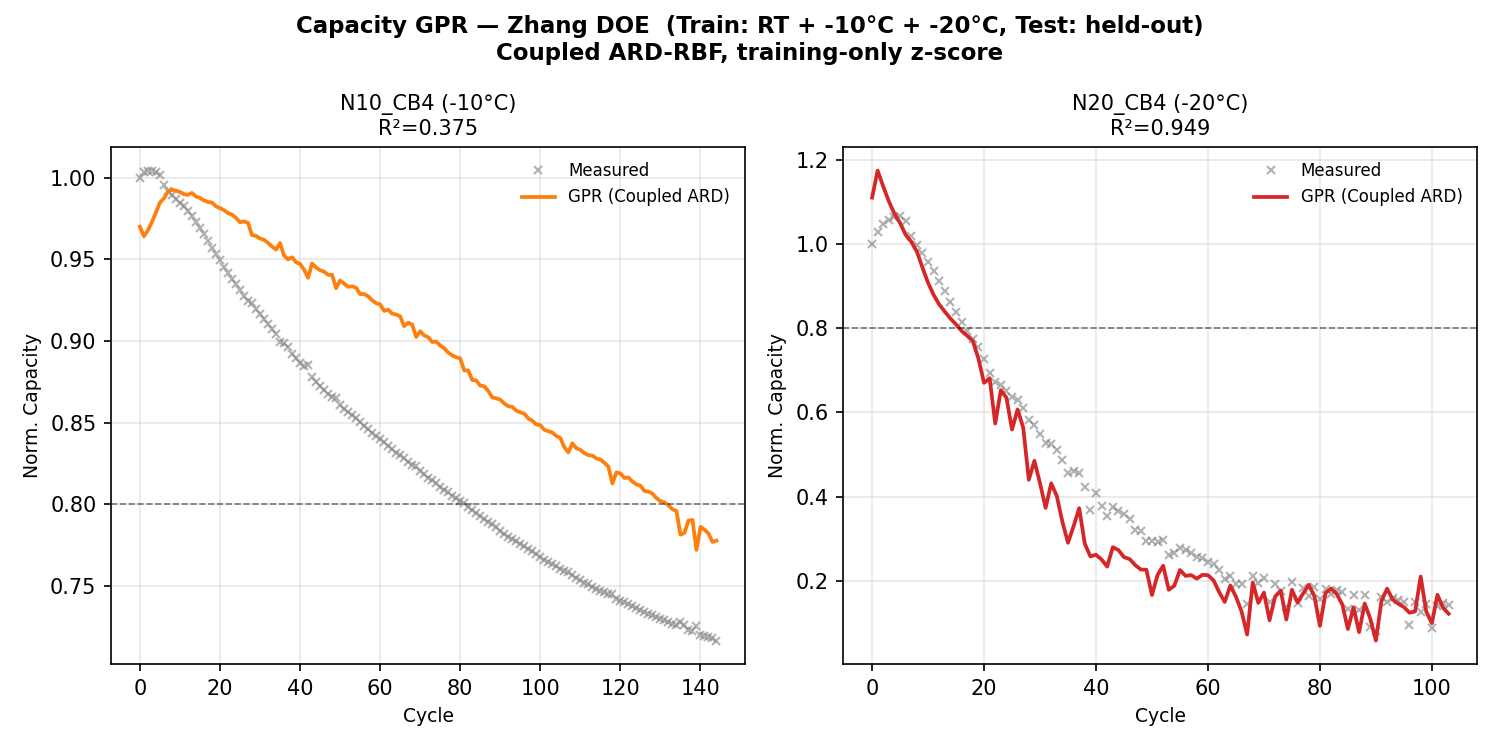 Capacity GPR — Zhang DOE  (Train: RT + -10°C + -20°C, Test: held-out)
Coupled ARD-RBF, training-only z-score
N10_CB4 (-10°C)
R²=0.375
Measured
GPR (Coupled ARD)
1.00
0.95
0.90
0.85
0.80
0.75
Norm. Capacity
0 20 40 60 80 100 120 140
Cycle
N20_CB4 (-20°C)
R²=0.949
Measured
GPR (Coupled ARD)
1.2
1.0
0.8
0.6
0.4
0.2
Norm. Capacity
0 20 40 60 80 100
Cycle